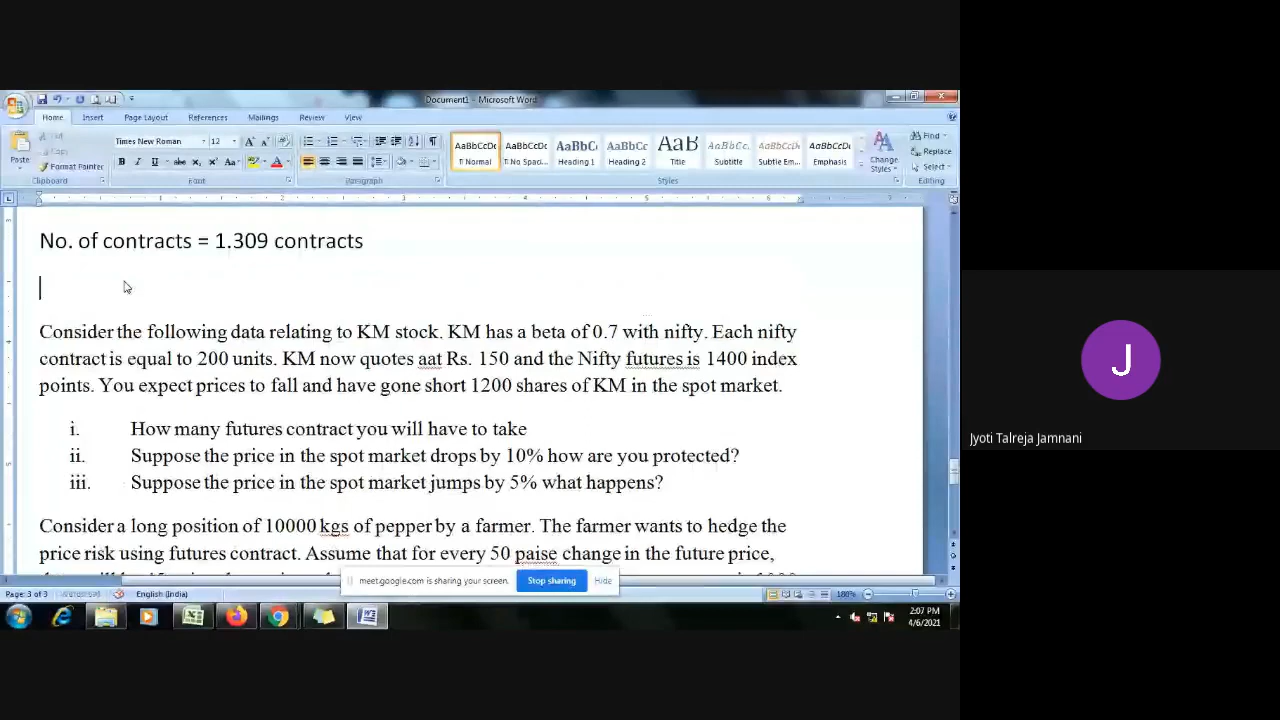 Document1 - Microsoft Word
Home Insert Page Layout References Mailings Review View
Times New Roman 12
Paste
Format Painter
AaBbCcDc AaBbCcDc AaBbCc AaBbCc AaB AaBbCcDc AaBbCcDc AaBbCcDc
¶ Normal ¶ No Spaci... Heading 1 Heading 2 Title Subtitle Subtle Em... Emphasis
Change Styles
Find
Replace
Select
Clipboard Font Paragraph Styles Editing
No. of contracts = 1.309 contracts
Consider the following data relating to KM stock. KM has a beta of 0.7 with nifty. Each nifty
contract is equal to 200 units. KM now quotes aat Rs. 150 and the Nifty futures is 1400 index
points. You expect prices to fall and have gone short 1200 shares of KM in the spot market.
i. How many futures contract you will have to take
ii. Suppose the price in the spot market drops by 10% how are you protected?
iii. Suppose the price in the spot market jumps by 5% what happens?
Consider a long position of 10000 kgs of pepper by a farmer. The farmer wants to hedge the
price risk using futures contract. Assume that for every 50 paise change in the future price,
meet.google.com is sharing your screen. Stop sharing Hide
Page: 3 of 3 English (India) 180%
2:07 PM
4/6/2021
J
Jyoti Talreja Jamnani